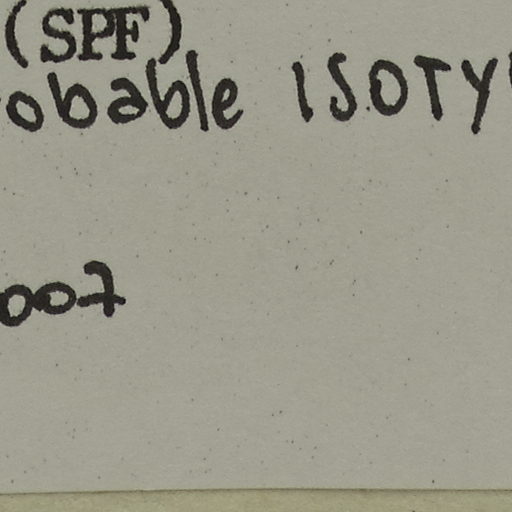 (SPF)
obable ISOTY
007